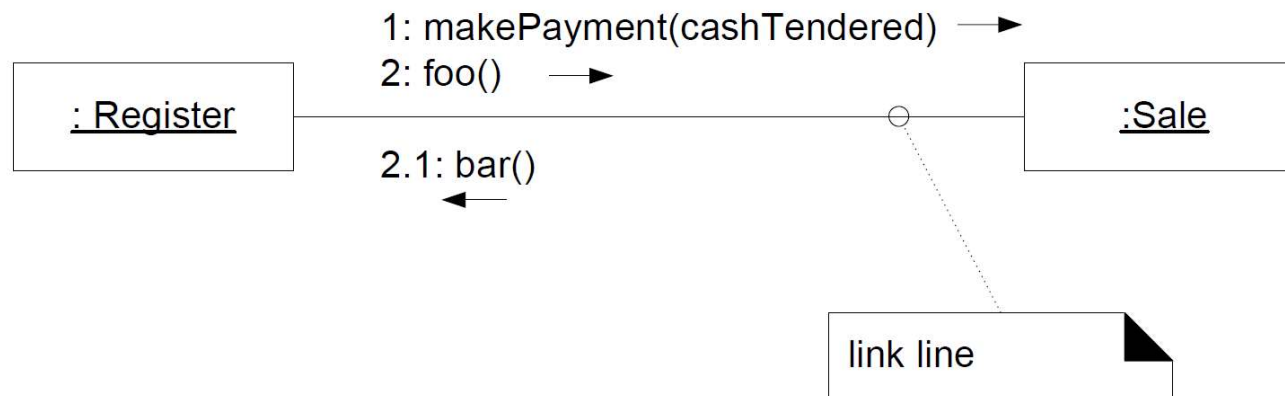 1: makePayment(cashTendered)
2: foo()
: Register
:Sale
2.1: bar()
link line